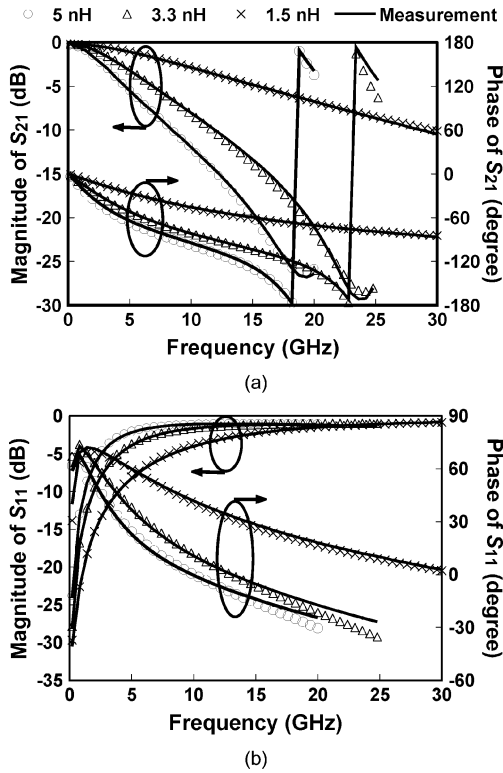 5 nH 3.3 nH 1.5 nH Measurement
0 180
-5 120
-10 60
-15 0
-20 -60
-25 -120
-30 -180
Magnitude of S21 (dB)
Phase of S21 (degree)
0 5 10 15 20 25 30
Frequency (GHz)
(a)
0 90
-5
-10 60
-15 30
-20 0
-25
-30 -30
-35 -60
Magnitude of S11 (dB)
Phase of S11 (degree)
0 5 10 15 20 25 30
Frequency (GHz)
(b)